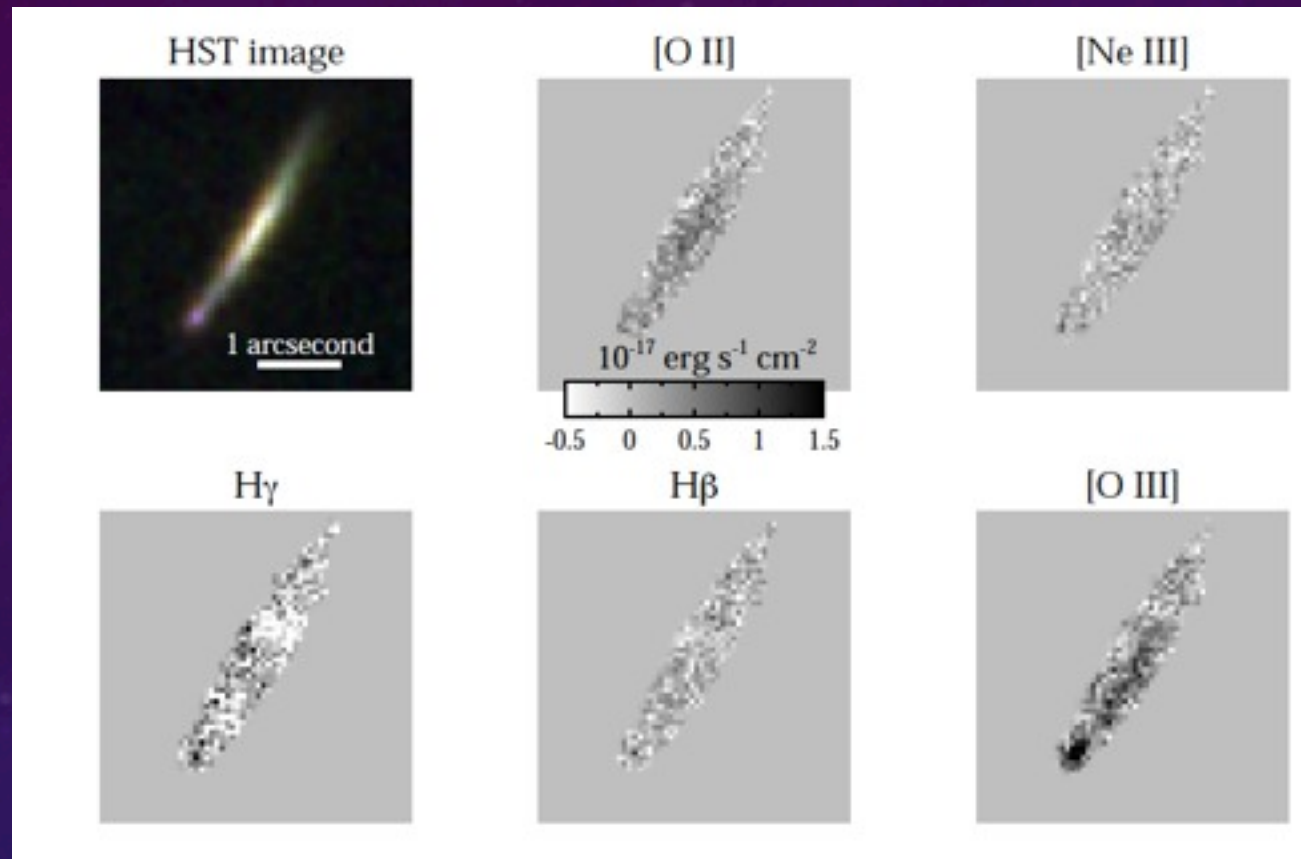 HST image
[O II]
[Ne III]
1 arcsecond
10⁻¹⁷ erg s⁻¹ cm⁻²
-0.5 0 0.5 1 1.5
Hγ
Hβ
[O III]